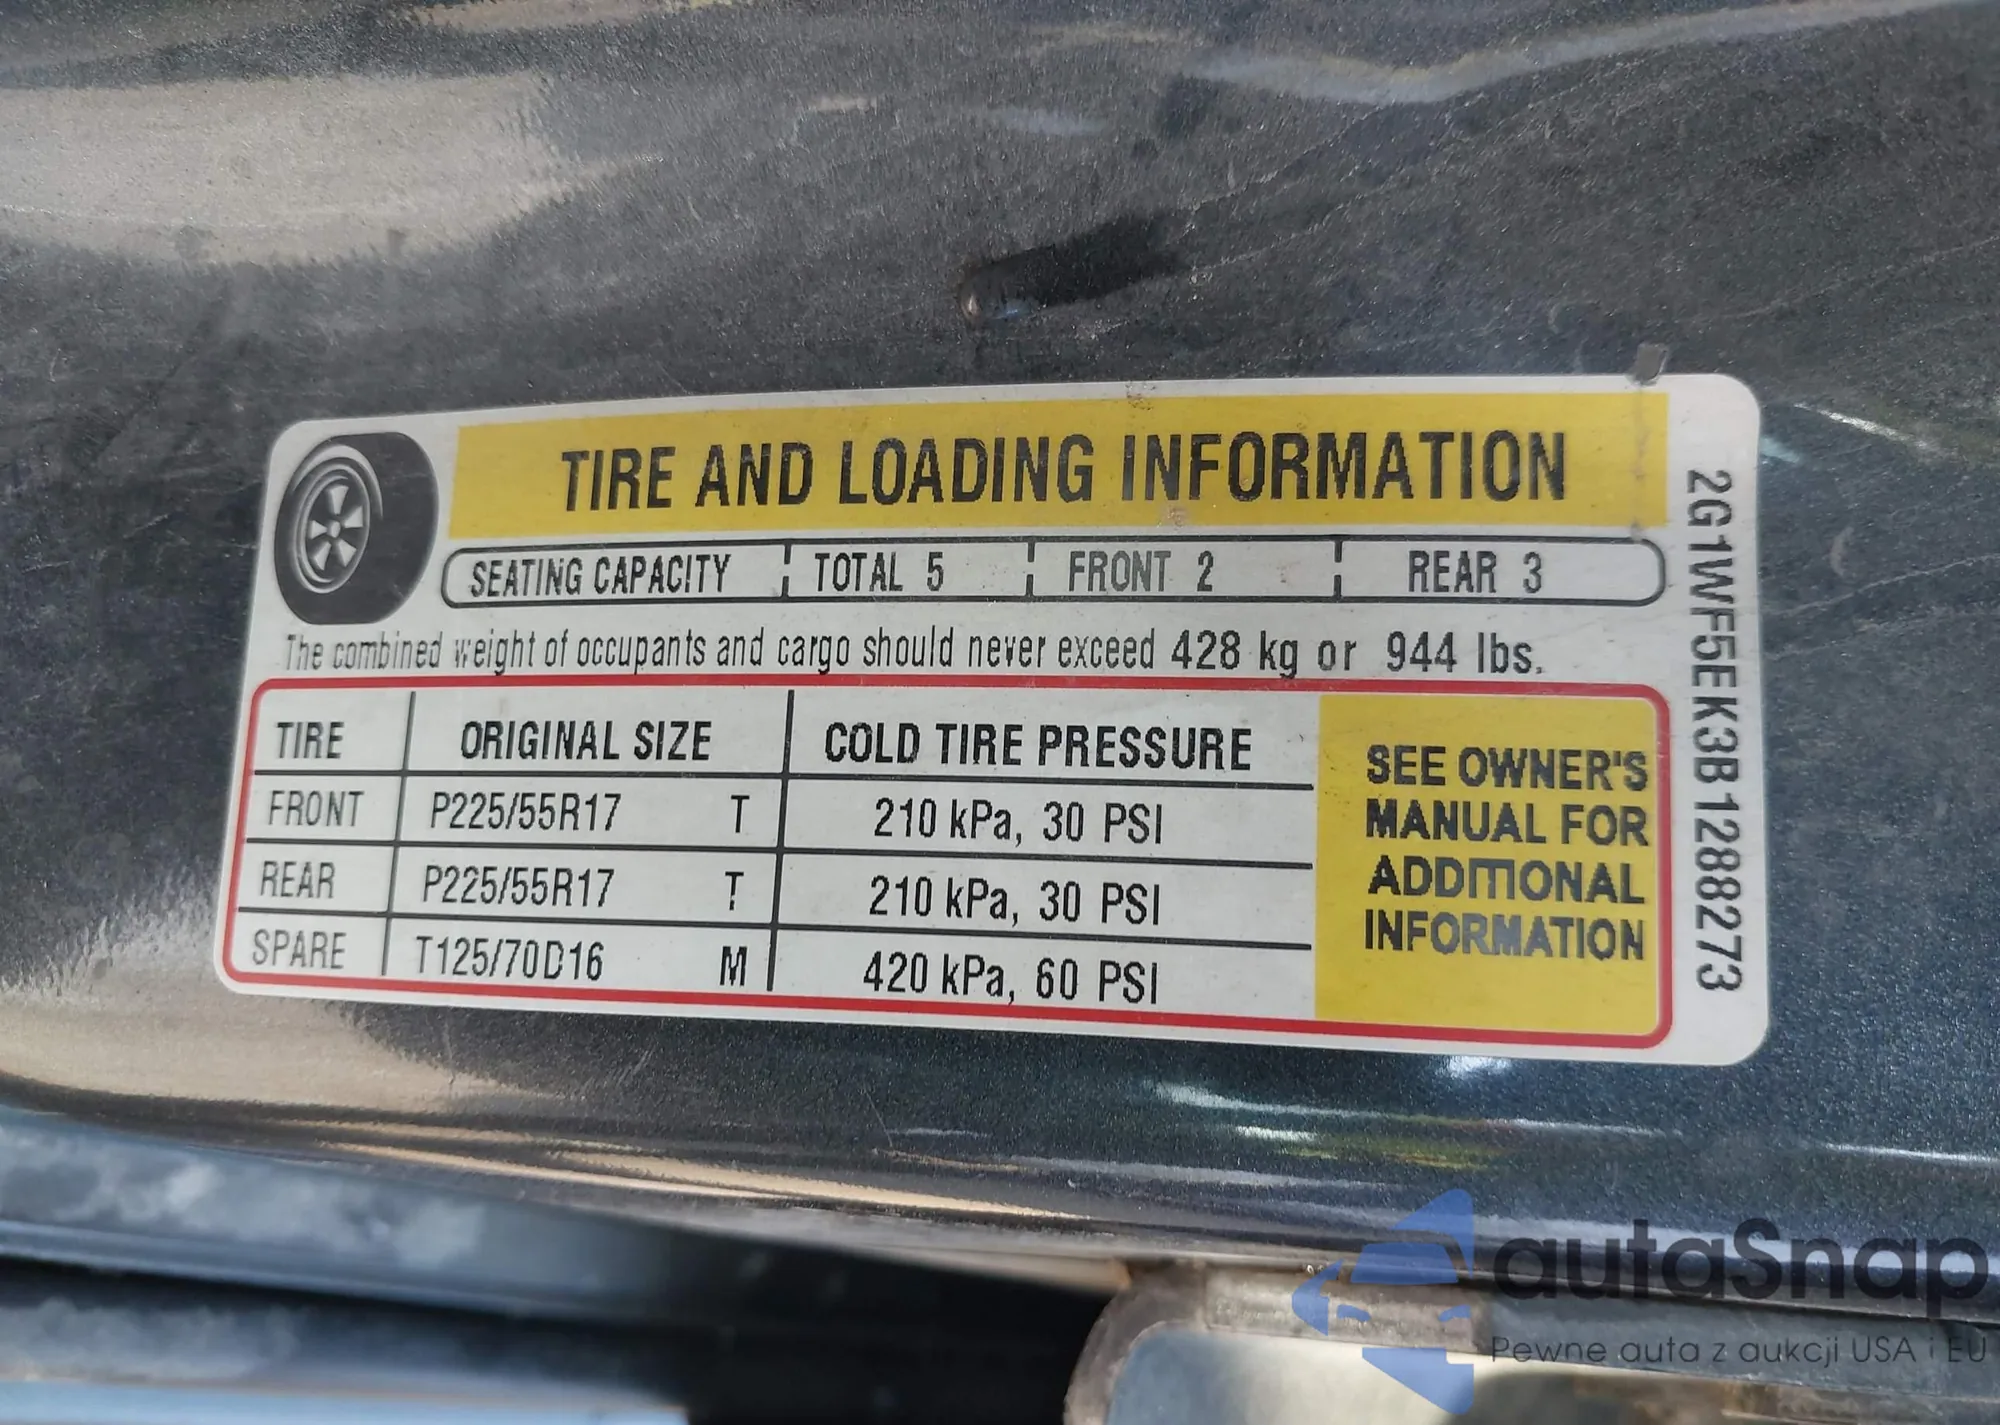 TIRE AND LOADING INFORMATION
SEATING CAPACITY TOTAL 5 FRONT 2 REAR 3
The combined weight of occupants and cargo should never exceed 428 kg or 944 lbs.
TIRE ORIGINAL SIZE COLD TIRE PRESSURE
FRONT P225/55R17 T 210 kPa, 30 PSI
REAR P225/55R17 T 210 kPa, 30 PSI
SPARE T125/70D16 M 420 kPa, 60 PSI
SEE OWNER'S
MANUAL FOR
ADDITIONAL
INFORMATION
2G1WF5EK3B1288273
autaSnap
Pewne auta z aukcji USA i EU